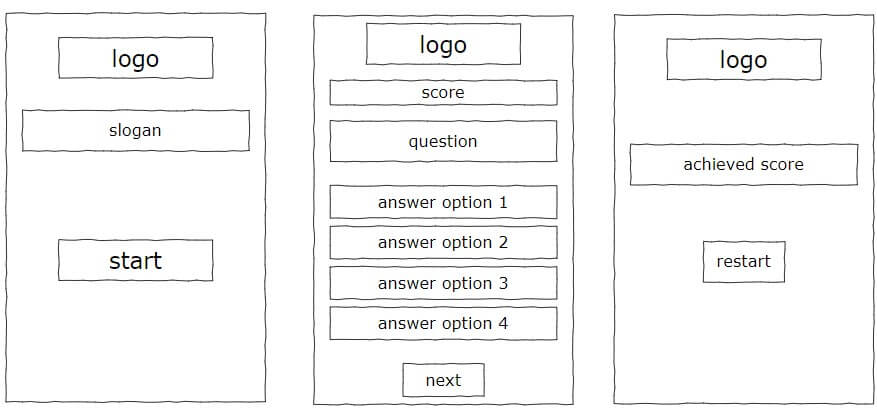 logo
slogan
start
logo
score
question
answer option 1
answer option 2
answer option 3
answer option 4
next
logo
achieved score
restart